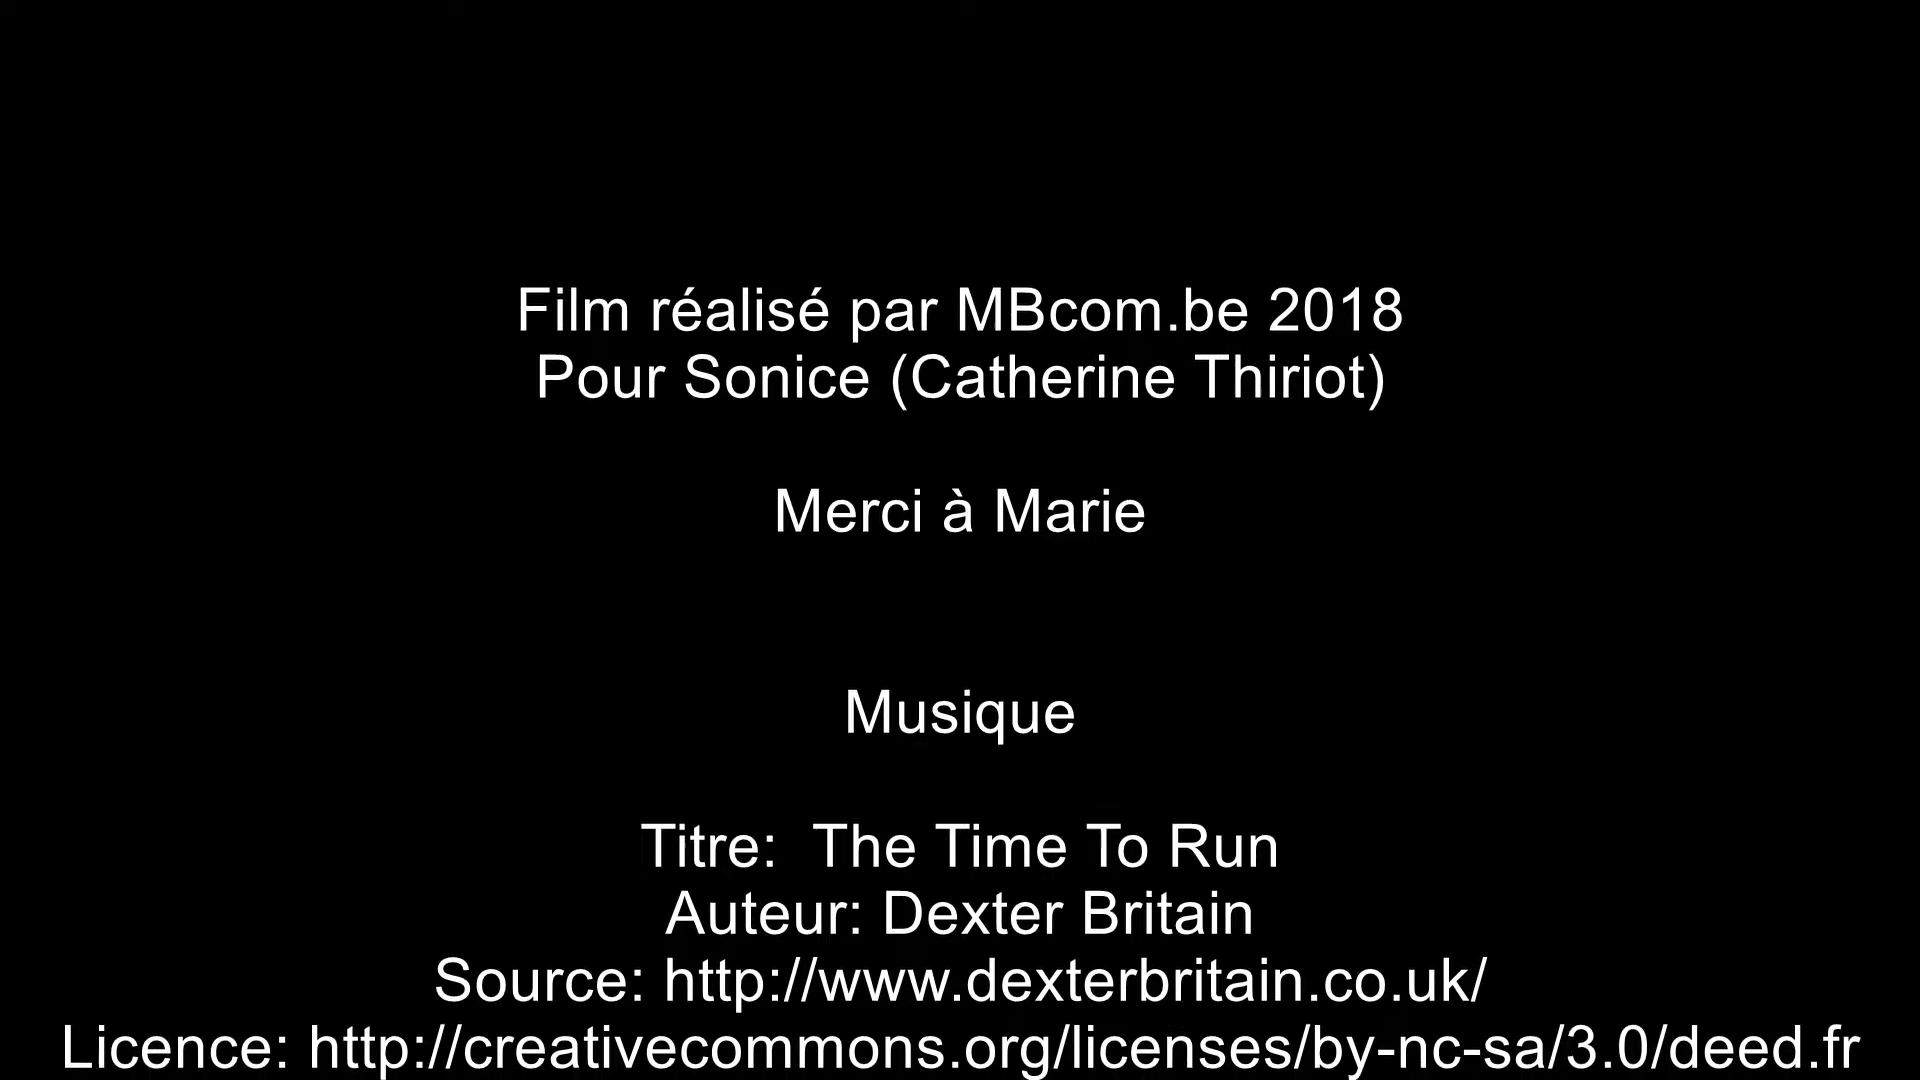 Film réalisé par MBcom.be 2018
Pour Sonice (Catherine Thiriot)
Merci à Marie
Musique
Titre:  The Time To Run
Auteur: Dexter Britain
Source: http://www.dexterbritain.co.uk/
Licence: http://creativecommons.org/licenses/by-nc-sa/3.0/deed.fr